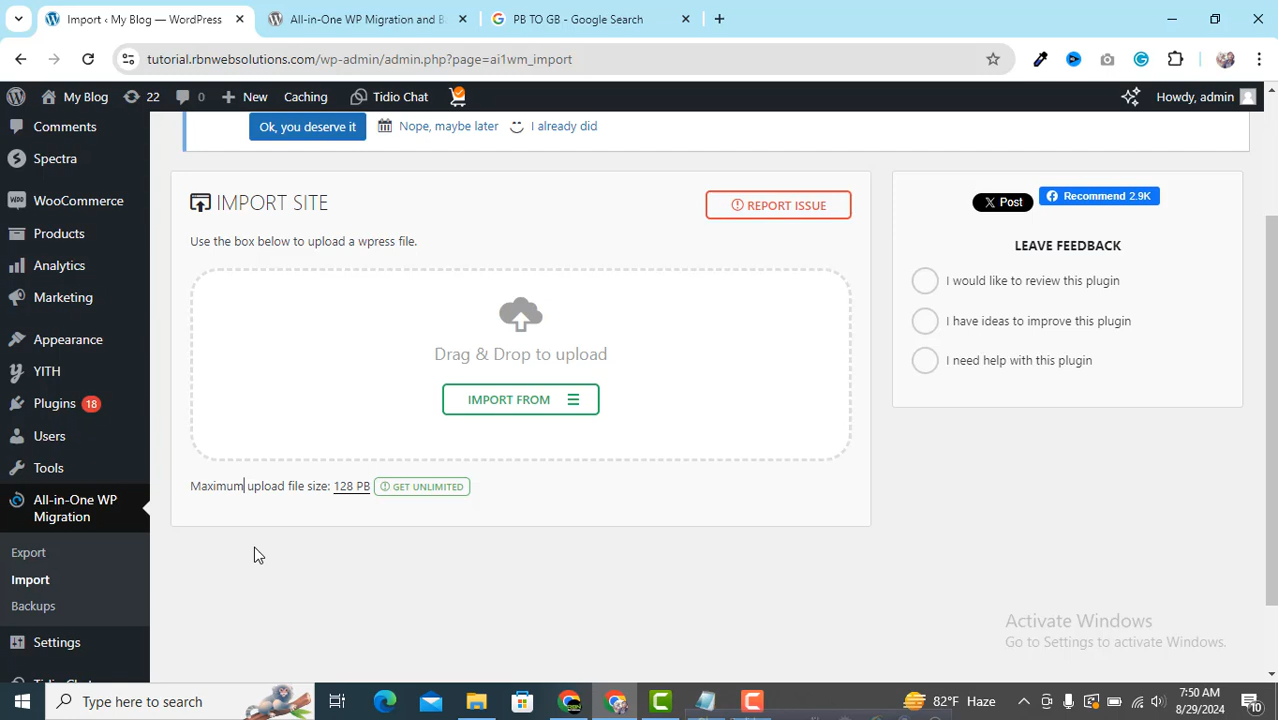 Import ‹ My Blog — WordPress
All-in-One WP Migration and B
PB TO GB - Google Search
tutorial.rbnwebsolutions.com/wp-admin/admin.php?page=ai1wm_import
My Blog
22
0
New
Caching
Tidio Chat
Howdy, admin
Comments
Spectra
WooCommerce
Products
Analytics
Marketing
Appearance
YITH
Plugins 18
Users
Tools
All-in-One WP
Migration
Export
Import
Backups
Settings
Ok, you deserve it
Nope, maybe later
I already did
IMPORT SITE
REPORT ISSUE
Use the box below to upload a wpress file.
Drag & Drop to upload
IMPORT FROM
Maximum upload file size: 128 PB
GET UNLIMITED
X Post
Recommend 2.9K
LEAVE FEEDBACK
I would like to review this plugin
I have ideas to improve this plugin
I need help with this plugin
Activate Windows
Go to Settings to activate Windows.
Type here to search
82°F Haze
7:50 AM
8/29/2024
10